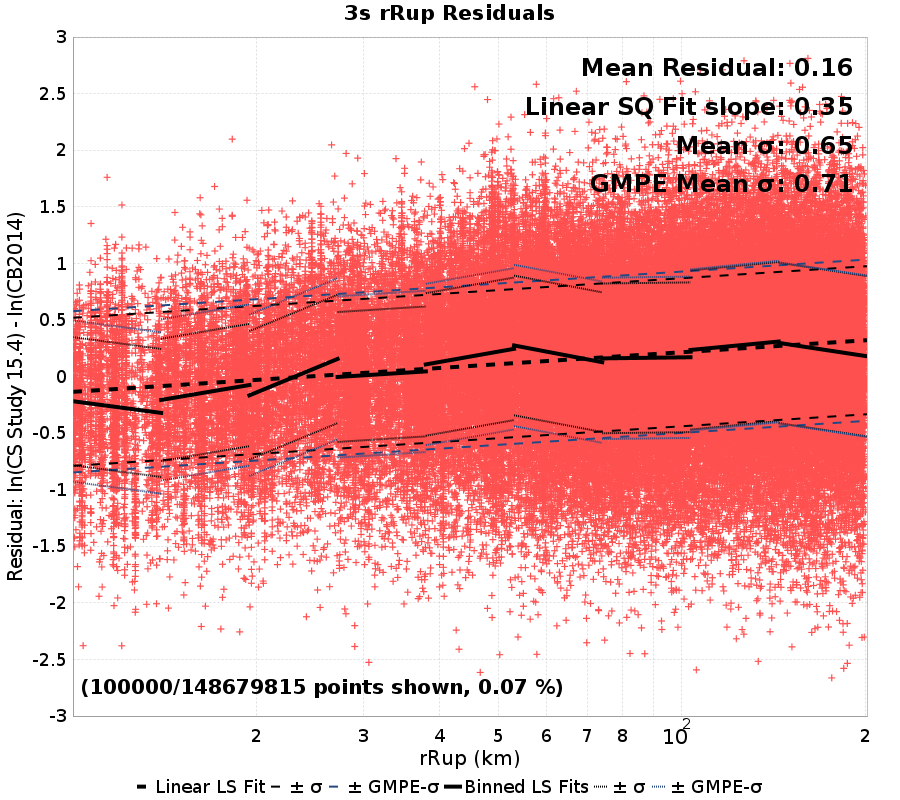 3s rRup Residuals
Mean Residual: 0.16
Linear SQ Fit slope: 0.35
Mean σ: 0.65
GMPE Mean σ: 0.71
3
2.5
2
1.5
1
0.5
0
-0.5
-1
-1.5
-2
-2.5
-3
Residual: ln(CS Study 15.4) - ln(CB2014)
(100000/148679815 points shown, 0.07 %)
2 3 4 5 6 7 8 10² 2
rRup (km)
Linear LS Fit ± σ ± GMPE-σ Binned LS Fits ± σ ± GMPE-σ